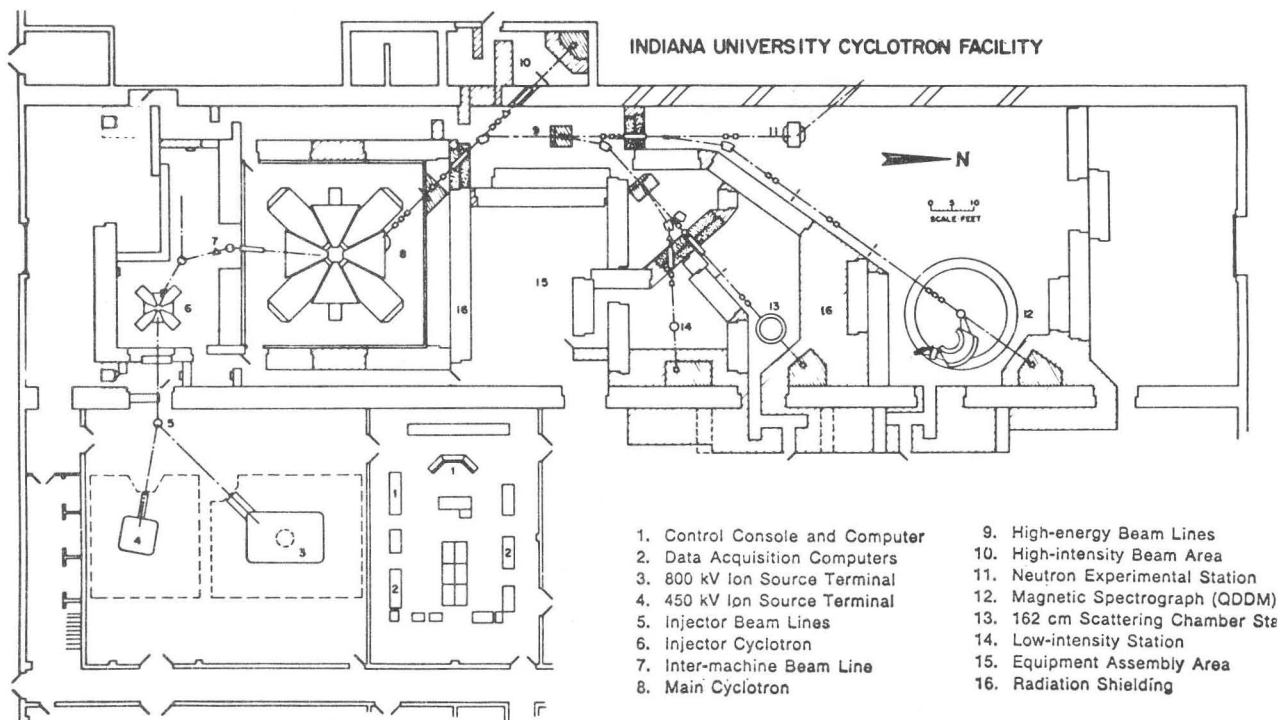 INDIANA UNIVERSITY CYCLOTRON FACILITY
10
9
11
N
0 5 10
SCALE FEET
7
8
6
15
16
13
16
12
14
5
1
1
2
2
3
4
1. Control Console and Computer
2. Data Acquisition Computers
3. 800 kV Ion Source Terminal
4. 450 kV Ion Source Terminal
5. Injector Beam Lines
6. Injector Cyclotron
7. Inter-machine Beam Line
8. Main Cyclotron
9. High-energy Beam Lines
10. High-intensity Beam Area
11. Neutron Experimental Station
12. Magnetic Spectrograph (QDDM)
13. 162 cm Scattering Chamber Sta
14. Low-intensity Station
15. Equipment Assembly Area
16. Radiation Shielding